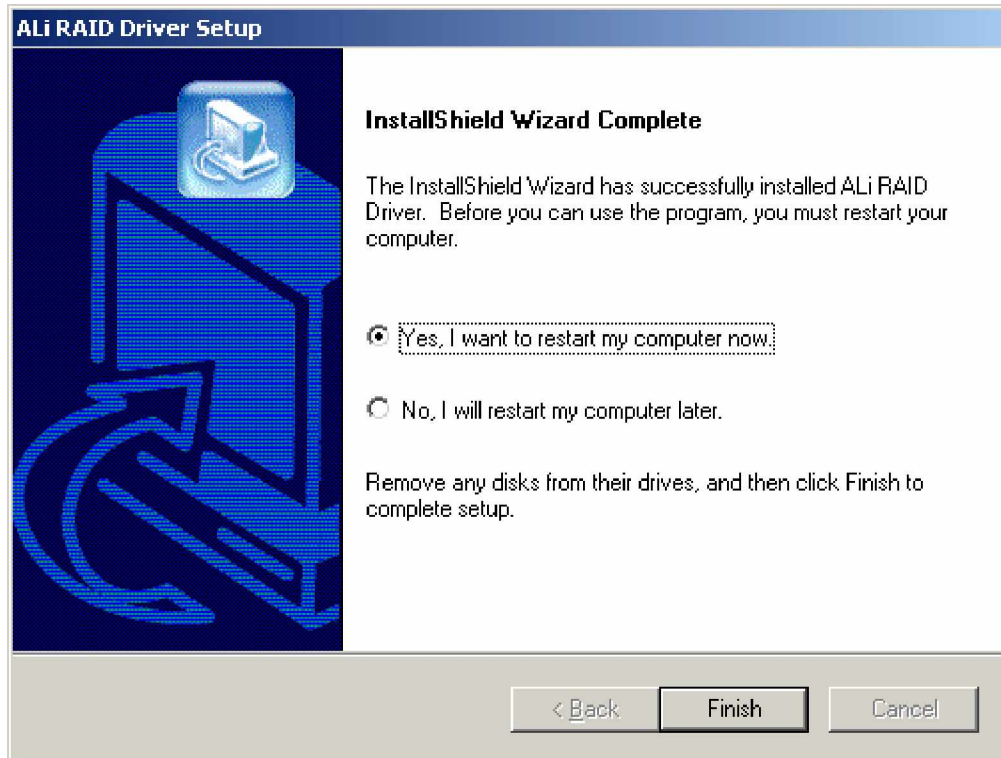 ALi RAID Driver Setup
InstallShield Wizard Complete
The InstallShield Wizard has successfully installed ALi RAID
Driver. Before you can use the program, you must restart your
computer.
Yes, I want to restart my computer now.
No, I will restart my computer later.
Remove any disks from their drives, and then click Finish to
complete setup.
< Back Finish Cancel